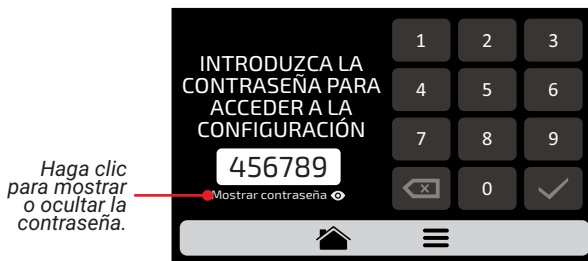 INTRODUZCA LA
CONTRASEÑA PARA
ACCEDER A LA
CONFIGURACIÓN
456789
Mostrar contraseña
1 2 3
4 5 6
7 8 9
0
Haga clic
para mostrar
o ocultar la
contraseña.